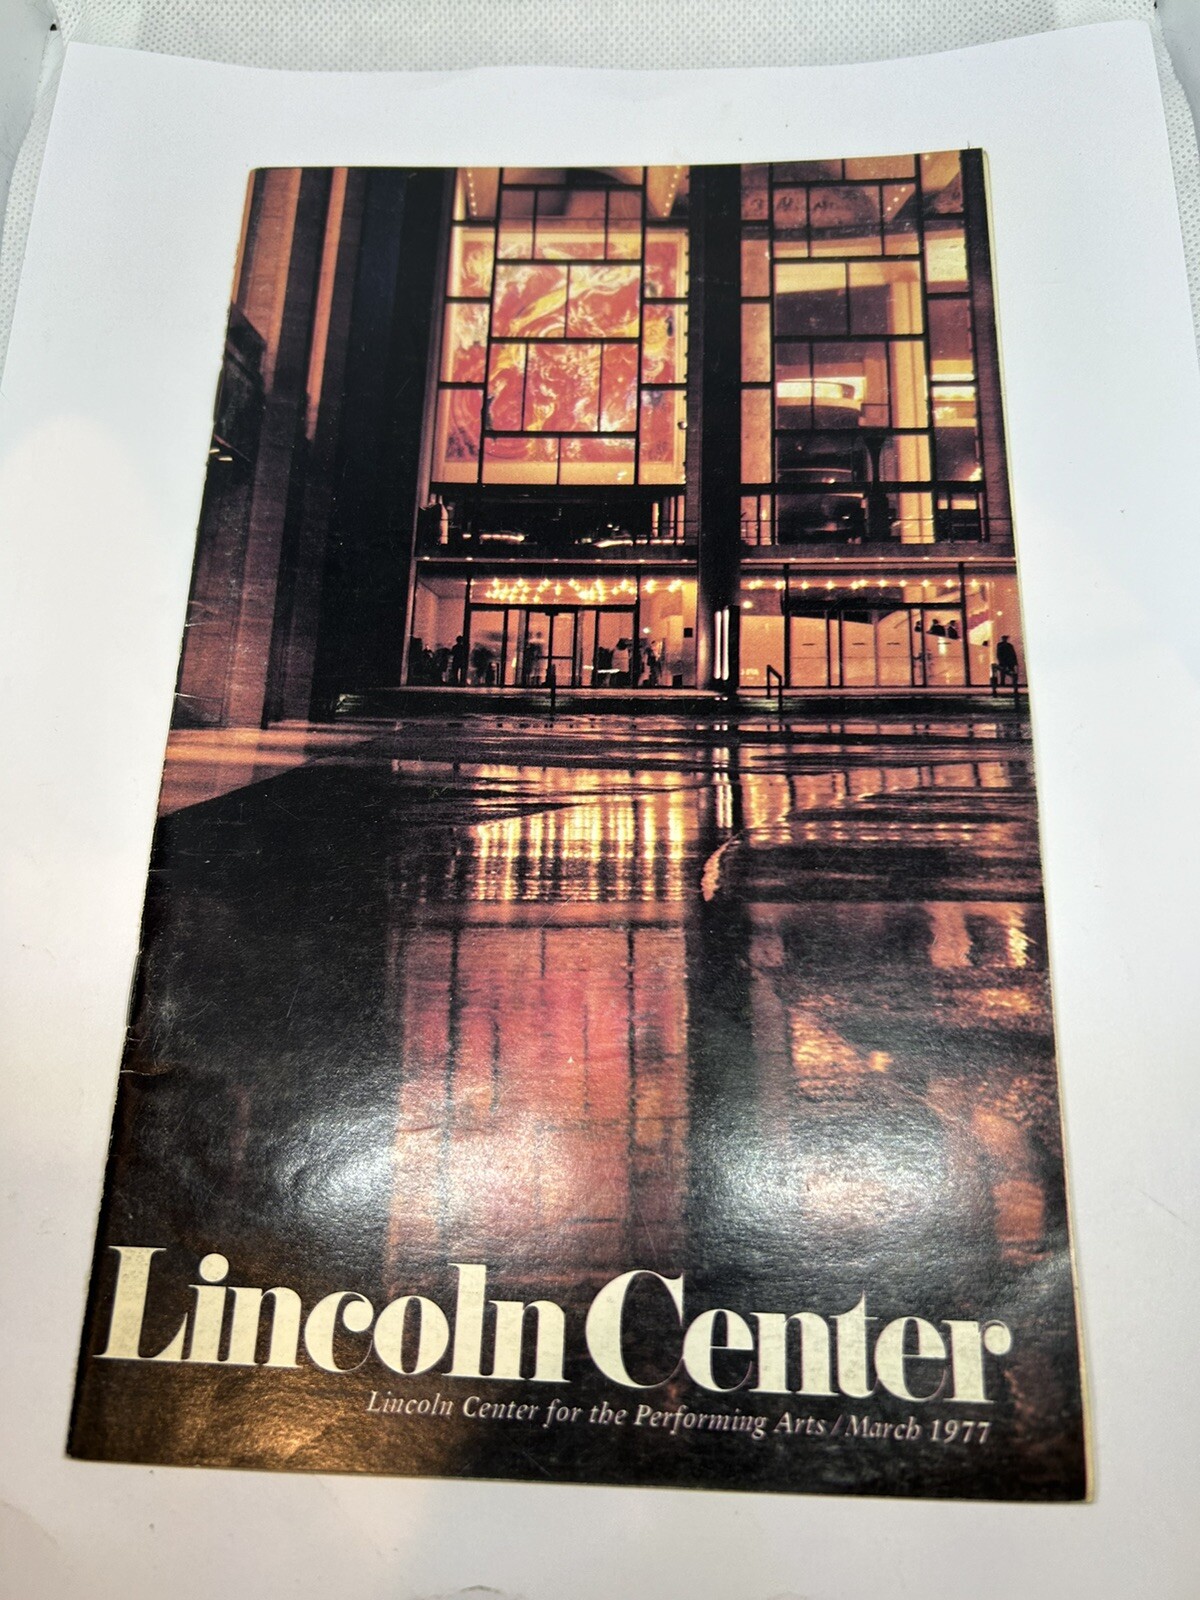 Lincoln Center
Lincoln Center for the Performing Arts / March 1977